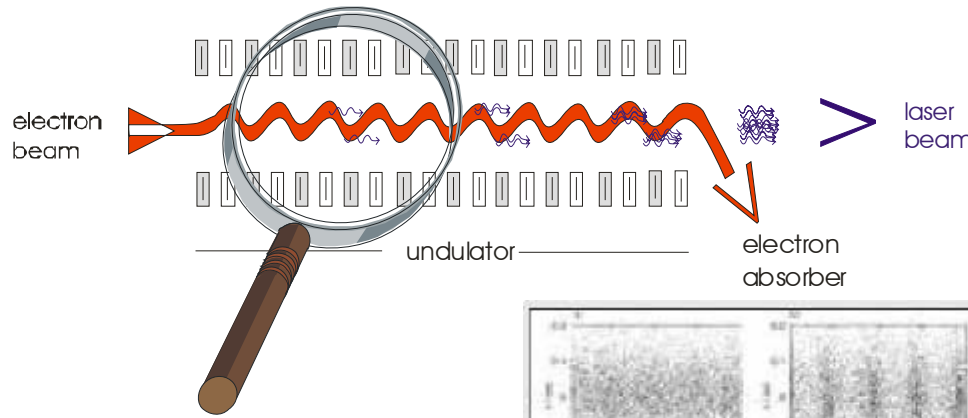 electron
beam
laser
beam
undulator
electron
absorber